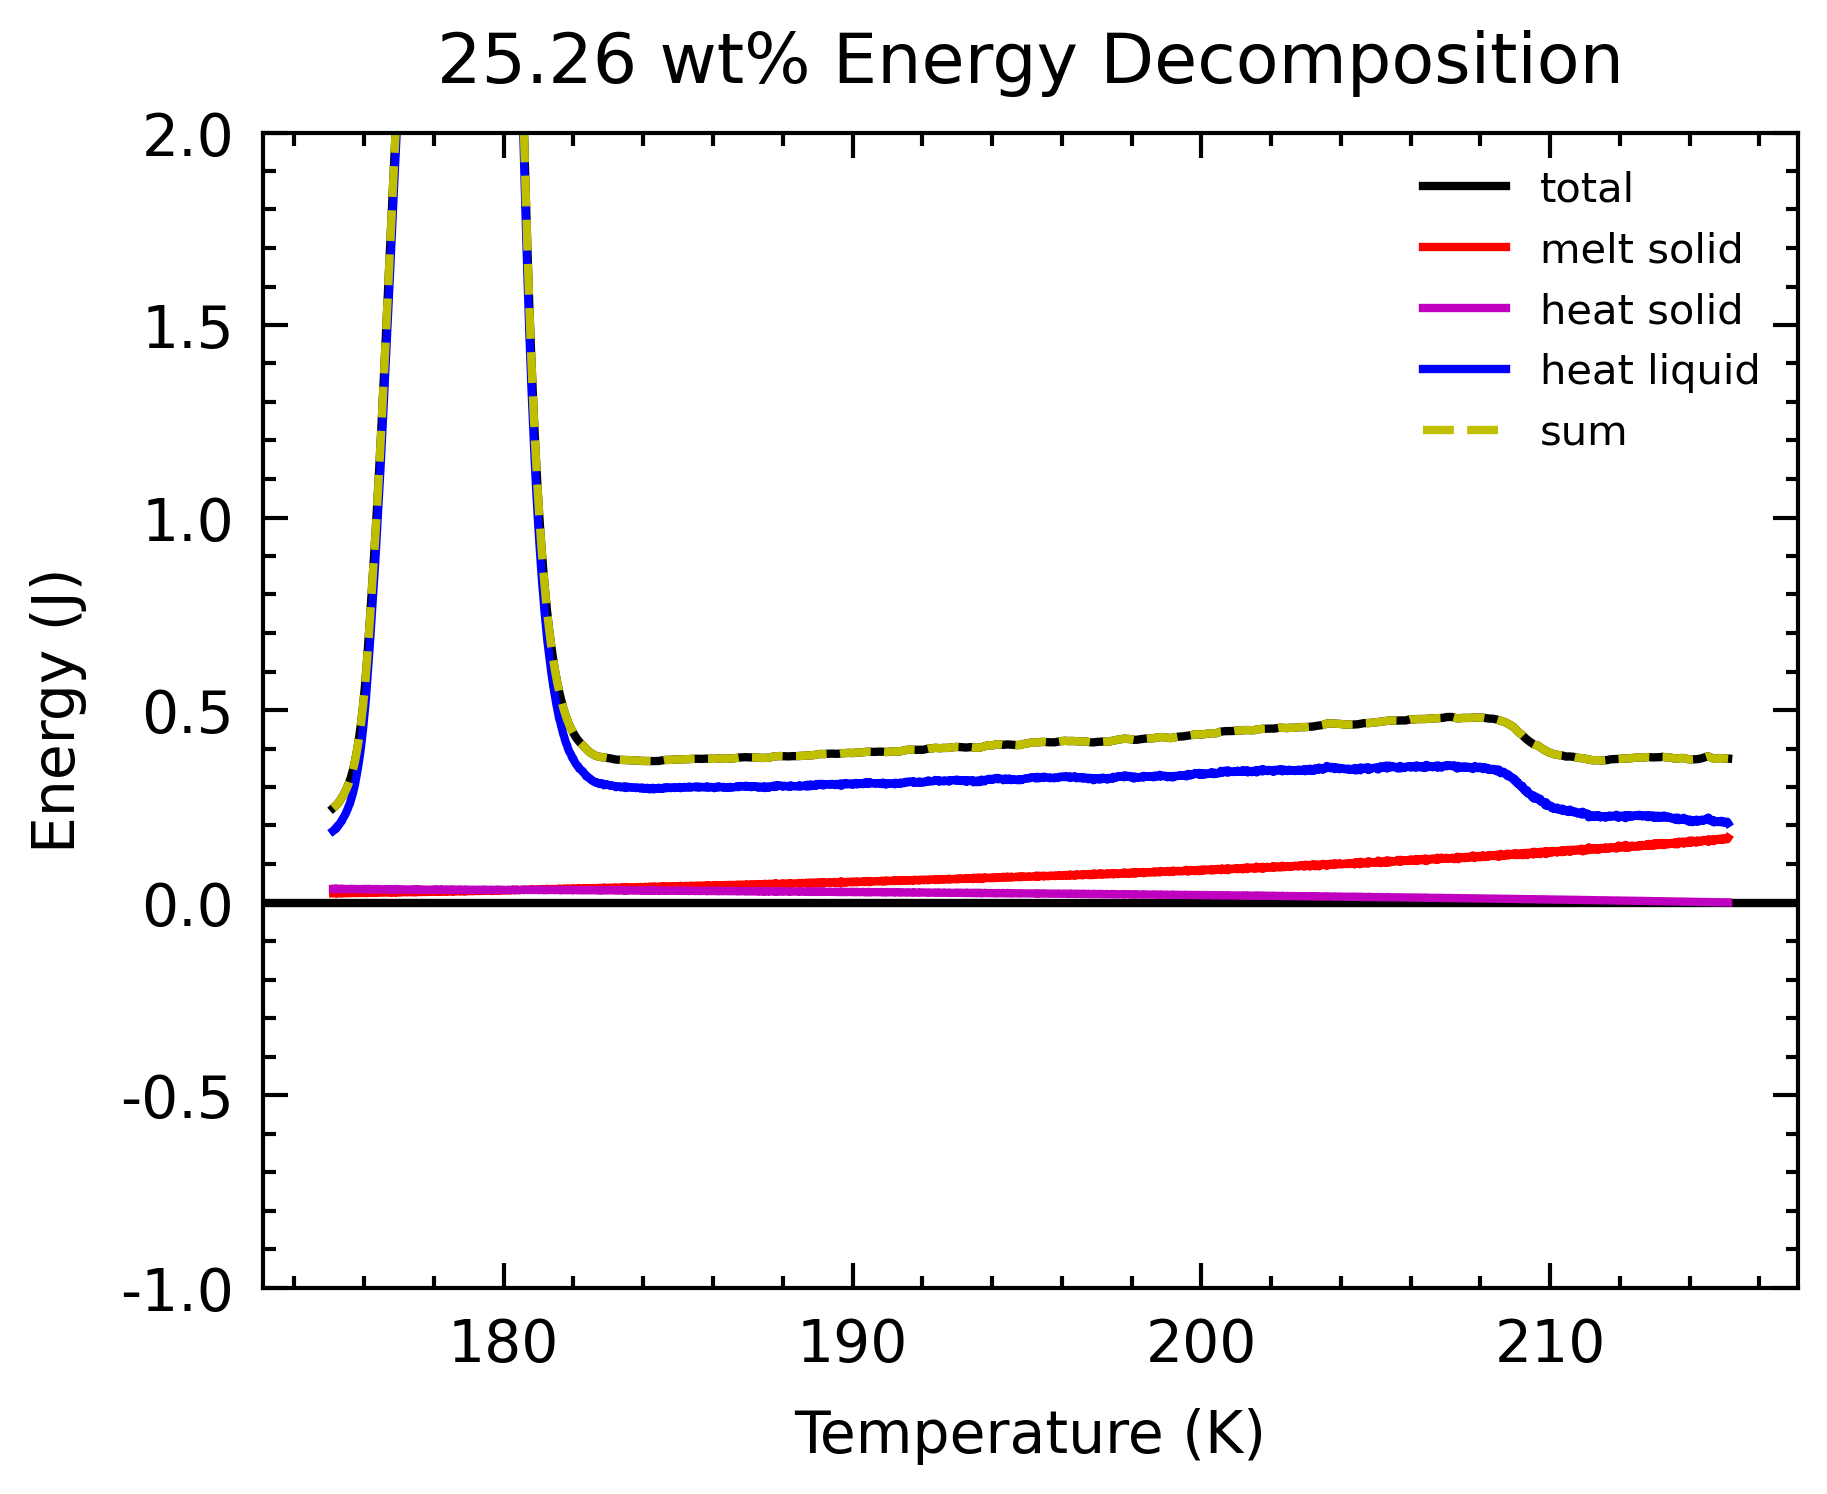 25.26 wt% Energy Decomposition
2.0
1.5
1.0
0.5
0.0
-0.5
-1.0
Energy (J)
total
melt solid
heat solid
heat liquid
sum
180
190
200
210
Temperature (K)